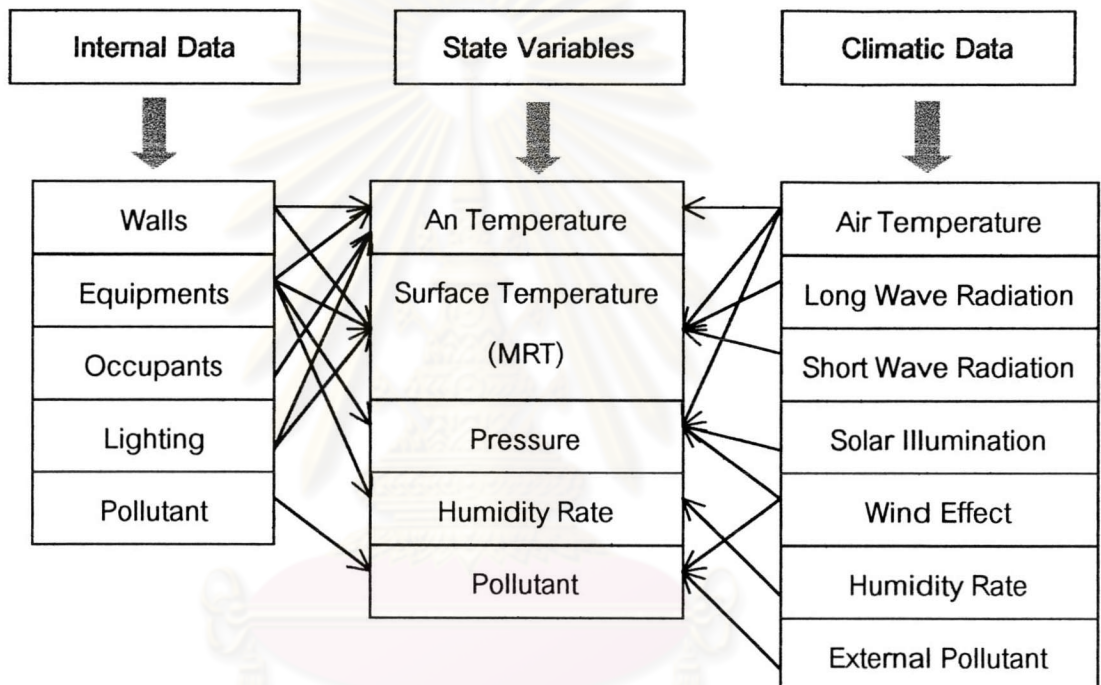 Internal Data
State Variables
Climatic Data
Walls
Equipments
Occupants
Lighting
Pollutant
An Temperature
Surface Temperature
(MRT)
Pressure
Humidity Rate
Pollutant
Air Temperature
Long Wave Radiation
Short Wave Radiation
Solar Illumination
Wind Effect
Humidity Rate
External Pollutant